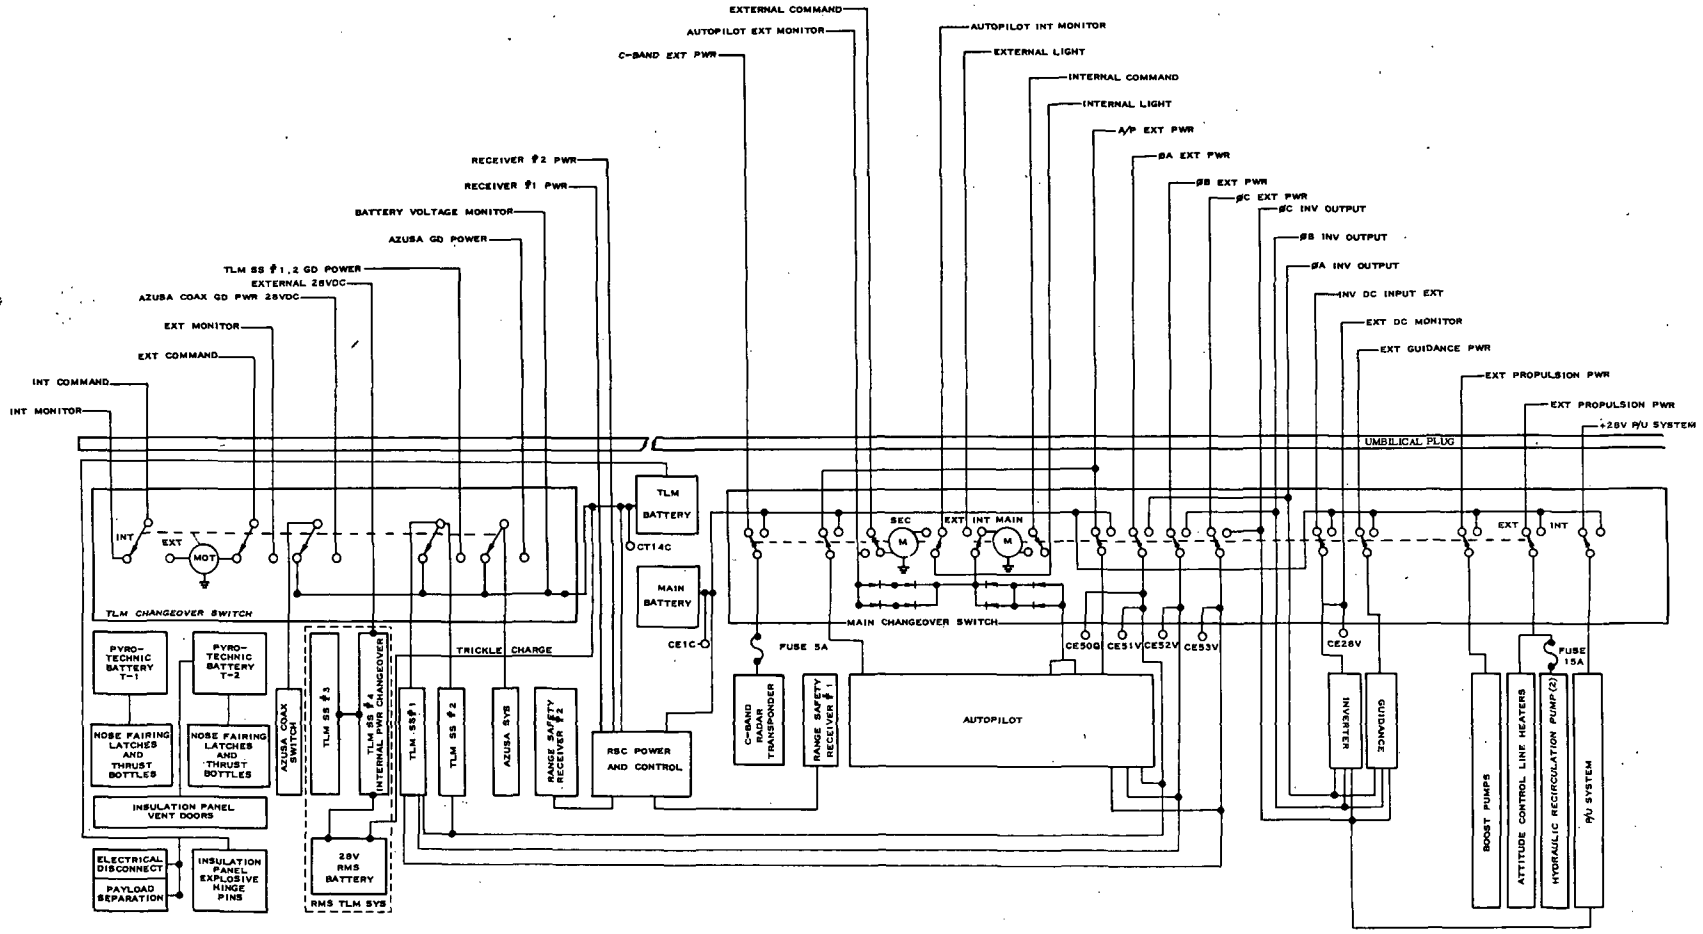 EXTERNAL COMMAND
AUTOPILOT EXT MONITOR
C-BAND EXT PWR
AUTOPILOT INT MONITOR
EXTERNAL LIGHT
INTERNAL COMMAND
INTERNAL LIGHT
A/P EXT PWR
RECEIVER #2 PWR
ØA EXT PWR
RECEIVER #1 PWR
ØB EXT PWR
ØC EXT PWR
BATTERY VOLTAGE MONITOR
ØC INV OUTPUT
AZUSA GD POWER
ØB INV OUTPUT
TLM SS #1,2 GD POWER
ØA INV OUTPUT
EXTERNAL 28VDC
AZUSA COAX GD PWR 28VDC
INV DC INPUT EXT
EXT MONITOR
EXT DC MONITOR
EXT COMMAND
EXT GUIDANCE PWR
INT COMMAND
EXT PROPULSION PWR
INT MONITOR
EXT PROPULSION PWR
+28V P/U SYSTEM
UMBILICAL PLUG
TLM
BATTERY
INT
EXT
MOT
CT14C
SEC
M
EXT INT MAIN
M
EXT
INT
MAIN
BATTERY
TLM CHANGEOVER SWITCH
MAIN CHANGEOVER SWITCH
CE1C
FUSE 5A
CE50Q
CE51V
CE52V
CE53V
CE28V
FUSE
15A
TRICKLE CHARGE
PYRO-
TECHNIC
BATTERY
T-1
PYRO-
TECHNIC
BATTERY
T-2
NOSE FAIRING
LATCHES
AND
THRUST
BOTTLES
NOSE FAIRING
LATCHES
AND
THRUST
BOTTLES
AZUSA COAX
SWITCH
TLM SS #3
TLM SS #4
INTERNAL PWR CHANGEOVER
TLM SS#1
TLM SS #2
AZUSA SYS
RANGE SAFETY
RECEIVER #2
RSC POWER
AND CONTROL
C-BAND
RADAR
TRANSPONDER
RANGE SAFETY
RECEIVER #1
AUTOPILOT
INVERTER
GUIDANCE
BOOST PUMPS
ATTITUDE CONTROL LINE HEATERS
HYDRAULIC RECIRCULATION PUMP(2)
P/U SYSTEM
INSULATION PANEL
VENT DOORS
ELECTRICAL
DISCONNECT
PAYLOAD
SEPARATION
INSULATION
PANEL
EXPLOSIVE
HINGE
PINS
28V
RMS
BATTERY
RMS TLM SYS